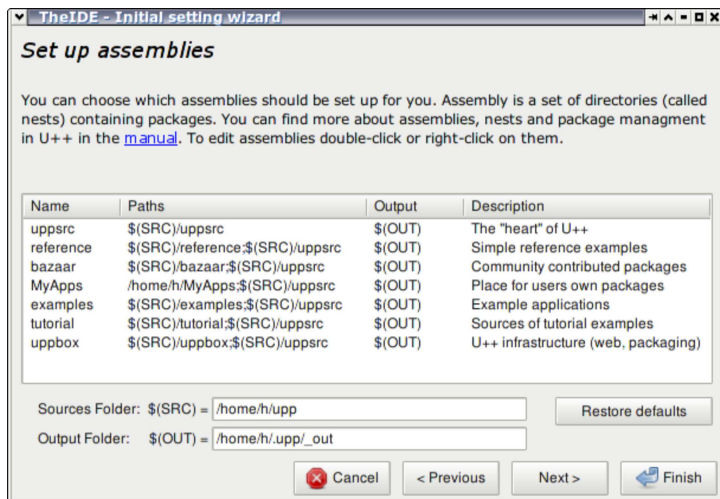 TheIDE - Initial setting wizard
Set up assemblies
You can choose which assemblies should be set up for you. Assembly is a set of directories (called
nests) containing packages. You can find more about assemblies, nests and package managment
in U++ in the manual. To edit assemblies double-click or right-click on them.
Name Paths Output Description
uppsrc $(SRC)/uppsrc $(OUT) The "heart" of U++
reference $(SRC)/reference;$(SRC)/uppsrc $(OUT) Simple reference examples
bazaar $(SRC)/bazaar;$(SRC)/uppsrc $(OUT) Community contributed packages
MyApps /home/h/MyApps;$(SRC)/uppsrc $(OUT) Place for users own packages
examples $(SRC)/examples;$(SRC)/uppsrc $(OUT) Example applications
tutorial $(SRC)/tutorial;$(SRC)/uppsrc $(OUT) Sources of tutorial examples
uppbox $(SRC)/uppbox;$(SRC)/uppsrc $(OUT) U++ infrastructure (web, packaging)
Sources Folder: $(SRC) = /home/h/upp Restore defaults
Output Folder: $(OUT) = /home/h/.upp/_out
Cancel < Previous Next > Finish